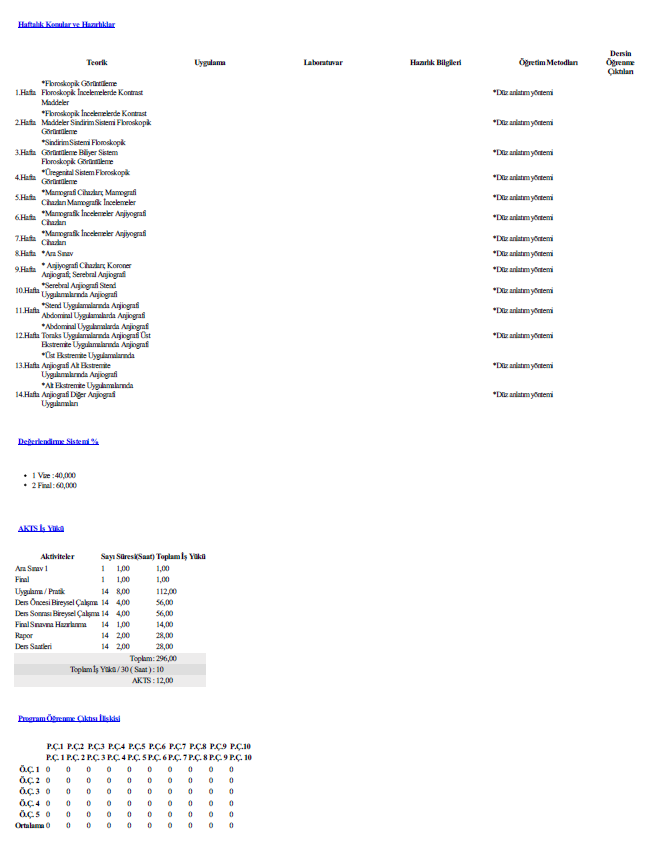 Haftalık Konular ve Hazırlıklar
Teorik Uygulama Laboratuvar Hazırlık Bilgileri Öğretim Metodları Dersin Öğrenme Çıktıları
1.Hafta *Floroskopik Görüntüleme Floroskopik İncelemelerde Kontrast Maddeler *Düz anlatım yöntemi
2.Hafta *Floroskopik İncelemelerde Kontrast Maddeler Sindirim Sistemi Floroskopik Görüntüleme *Düz anlatım yöntemi
3.Hafta *Sindirim Sistemi Floroskopik Görüntüleme Biliyer Sistem Floroskopik Görüntüleme *Düz anlatım yöntemi
4.Hafta *Üregenital Sistem Floroskopik Görüntüleme *Düz anlatım yöntemi
5.Hafta *Mamografi Cihazları; Mamografi Cihazları Mamografik İncelemeler *Düz anlatım yöntemi
6.Hafta *Mamografik İncelemeler Anjiyografi Cihazları *Düz anlatım yöntemi
7.Hafta *Mamografik İncelemeler Anjiyografi Cihazları *Düz anlatım yöntemi
8.Hafta *Ara Sınav *Düz anlatım yöntemi
9.Hafta * Anjiyografi Cihazları; Koroner Anjiografi; Serebral Anjiografi *Düz anlatım yöntemi
10.Hafta *Serebral Anjiografi Stend Uygulamalarında Anjiografi *Düz anlatım yöntemi
11.Hafta *Stend Uygulamalarında Anjiografi Abdominal Uygulamalarda Anjiografi *Düz anlatım yöntemi
12.Hafta *Abdominal Uygulamalarda Anjiografi Toraks Uygulamalarında Anjiografi Üst Ekstremite Uygulamalarında Anjiografi *Düz anlatım yöntemi
13.Hafta *Üst Ekstremite Uygulamalarında Anjiografi Alt Ekstremite Uygulamalarında Anjiografi *Düz anlatım yöntemi
14.Hafta *Alt Ekstremite Uygulamalarında Anjiografi Diğer Anjiografi Uygulamaları *Düz anlatım yöntemi
Değerlendirme Sistemi %
• 1 Vize : 40,000
• 2 Final : 60,000
AKTS İş Yükü
Aktiviteler Sayı Süresi(Saat) Toplam İş Yükü
Ara Sınav 1 1 1,00 1,00
Final 1 1,00 1,00
Uygulama / Pratik 14 8,00 112,00
Ders Öncesi Bireysel Çalışma 14 4,00 56,00
Ders Sonrası Bireysel Çalışma 14 4,00 56,00
Final Sınavına Hazırlanma 14 1,00 14,00
Rapor 14 2,00 28,00
Ders Saatleri 14 2,00 28,00
Toplam : 296,00
Toplam İş Yükü / 30 ( Saat ) : 10
AKTS : 12,00
Program Öğrenme Çıktısı İlişkisi
P.Ç.1 P.Ç.2 P.Ç.3 P.Ç.4 P.Ç.5 P.Ç.6 P.Ç.7 P.Ç.8 P.Ç.9 P.Ç.10
P.Ç. 1 P.Ç. 2 P.Ç. 3 P.Ç. 4 P.Ç. 5 P.Ç. 6 P.Ç. 7 P.Ç. 8 P.Ç. 9 P.Ç. 10
Ö.Ç. 1 0 0 0 0 0 0 0 0 0 0
Ö.Ç. 2 0 0 0 0 0 0 0 0 0 0
Ö.Ç. 3 0 0 0 0 0 0 0 0 0 0
Ö.Ç. 4 0 0 0 0 0 0 0 0 0 0
Ö.Ç. 5 0 0 0 0 0 0 0 0 0 0
Ortalama 0 0 0 0 0 0 0 0 0 0